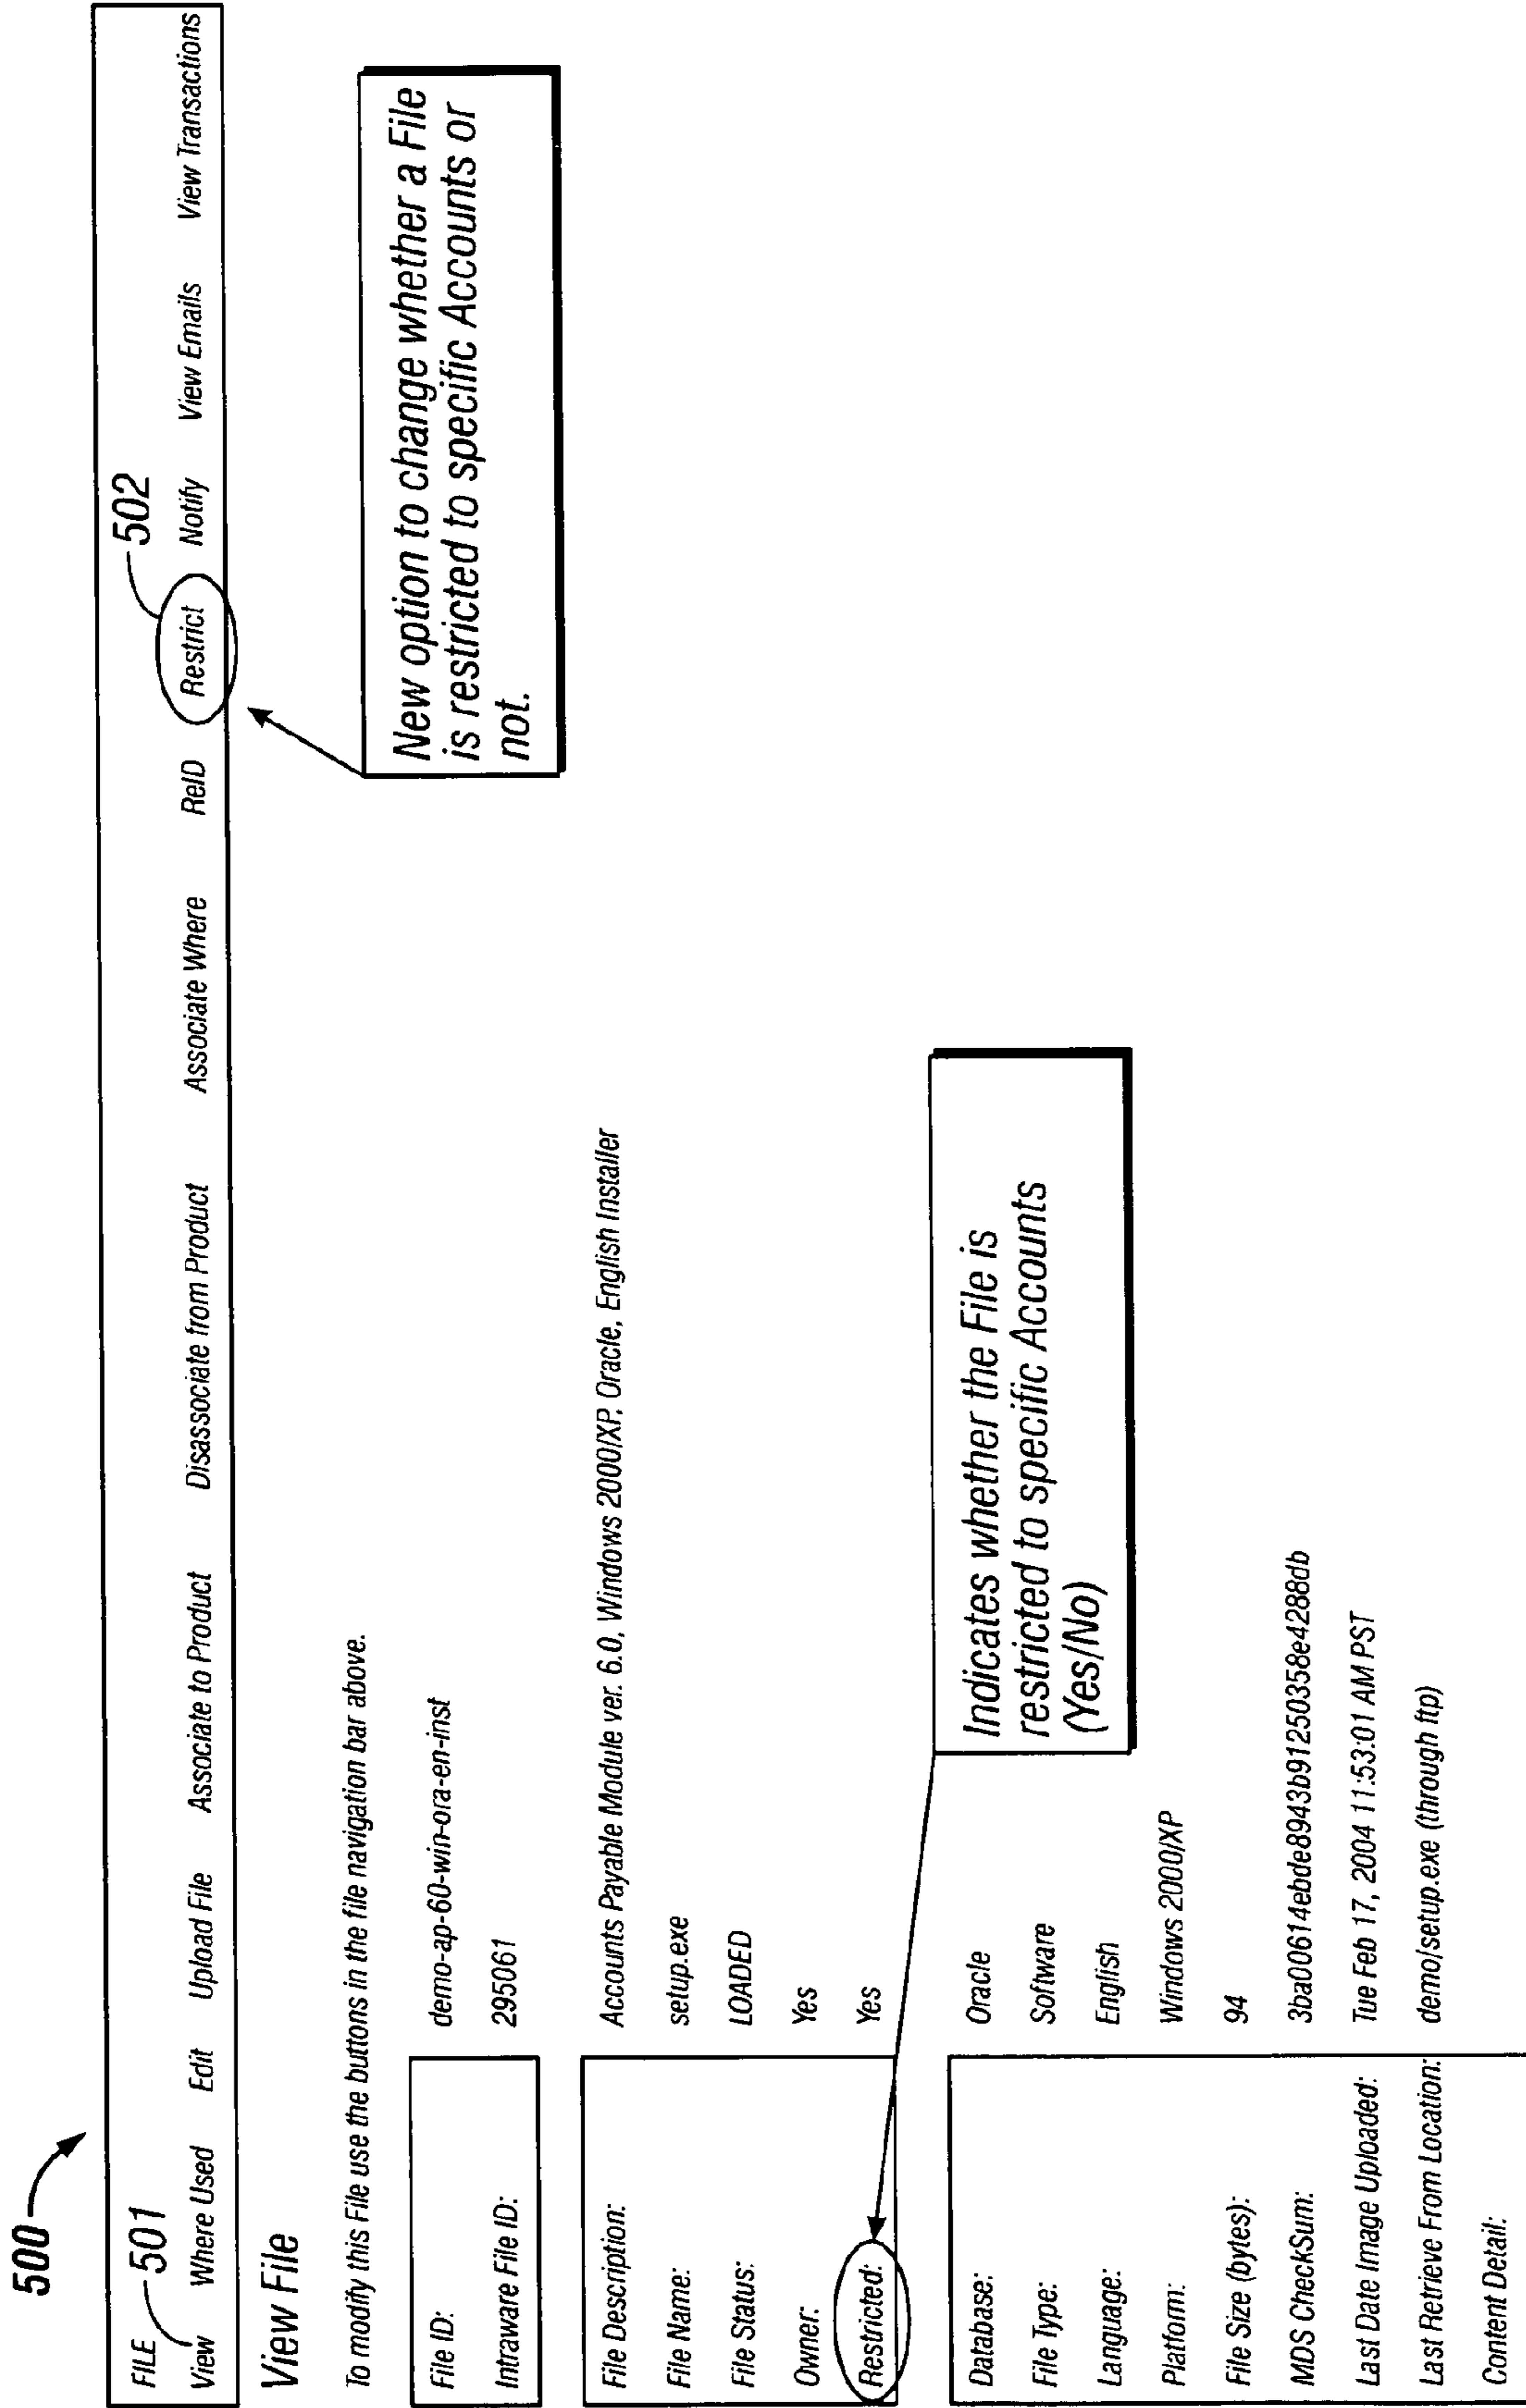 500
FILE 501
View Where Used Edit Upload File Associate to Product Disassociate from Product Associate Where ReID Restrict Notify View Emails View Transactions
502
View File
To modify this File use the buttons in the file navigation bar above.
New option to change whether a File
is restricted to specific Accounts or
not.
File ID: demo-ap-60-win-ora-en-inst
Intraware File ID: 295061
File Description: Accounts Payable Module ver. 6.0, Windows 2000/XP, Oracle, English Installer
File Name: setup.exe
File Status: LOADED
Owner: Yes
Restricted: Yes
Indicates whether the File is
restricted to specific Accounts
(Yes/No)
Database: Oracle
File Type: Software
Language: English
Platform: Windows 2000/XP
File Size (bytes): 94
MDS CheckSum: 3ba00614ebde8943b91250358e4288db
Last Date Image Uploaded: Tue Feb 17, 2004 11:53:01 AM PST
Last Retrieve From Location: demo/setup.exe (through ftp)
Content Detail: